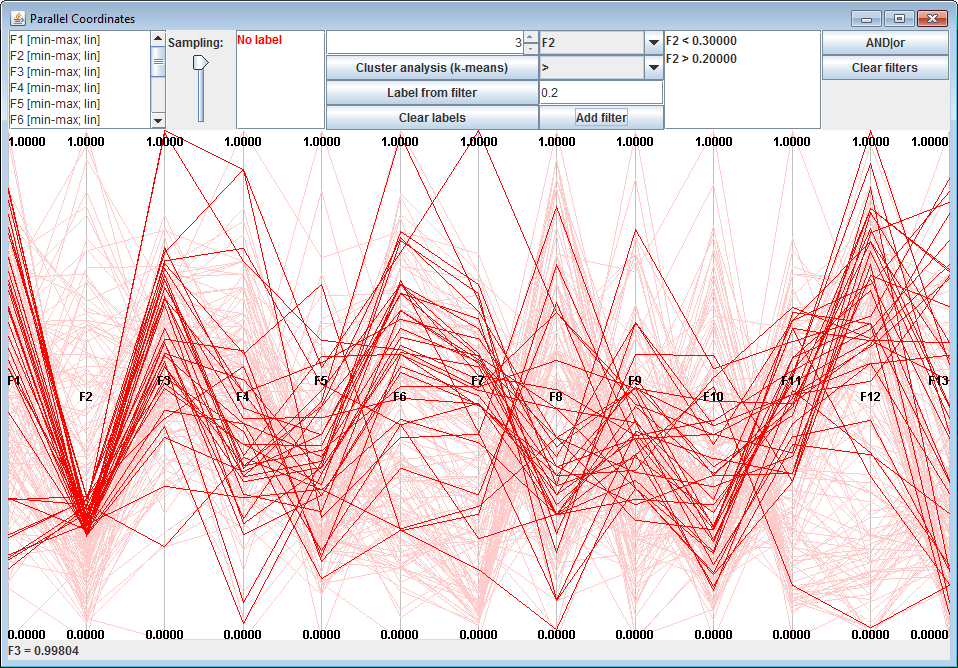 Parallel Coordinates
F1 [min-max; lin]
F2 [min-max; lin]
F3 [min-max; lin]
F4 [min-max; lin]
F5 [min-max; lin]
F6 [min-max; lin]
Sampling:
No label
3
Cluster analysis (k-means)
Label from filter
Clear labels
F2
>
0.2
Add filter
F2 < 0.30000
F2 > 0.20000
AND|or
Clear filters
1.0000 1.0000 1.0000 1.0000 1.0000 1.0000 1.0000 1.0000 1.0000 1.0000 1.0000 1.0000 1.0000
F1 F2 F3 F4 F5 F6 F7 F8 F9 F10 F11 F12 F13
0.0000 0.0000 0.0000 0.0000 0.0000 0.0000 0.0000 0.0000 0.0000 0.0000 0.0000 0.0000 0.0000
F3 = 0.99804